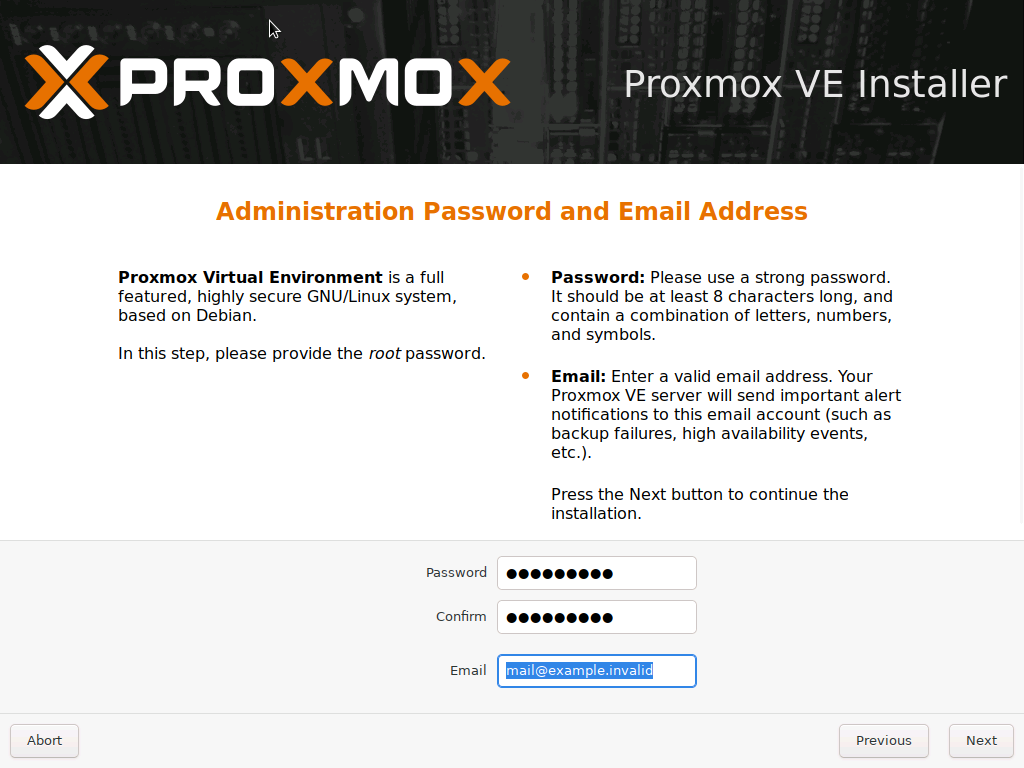 PROXMOX
Proxmox VE Installer
Administration Password and Email Address
Proxmox Virtual Environment is a full
featured, highly secure GNU/Linux system,
based on Debian.
In this step, please provide the root password.
Password: Please use a strong password.
It should be at least 8 characters long, and
contain a combination of letters, numbers,
and symbols.
Email: Enter a valid email address. Your
Proxmox VE server will send important alert
notifications to this email account (such as
backup failures, high availability events,
etc.).
Press the Next button to continue the
installation.
Password ●●●●●●●●●
Confirm ●●●●●●●●●
Email mail@example.invalid
Abort Previous Next